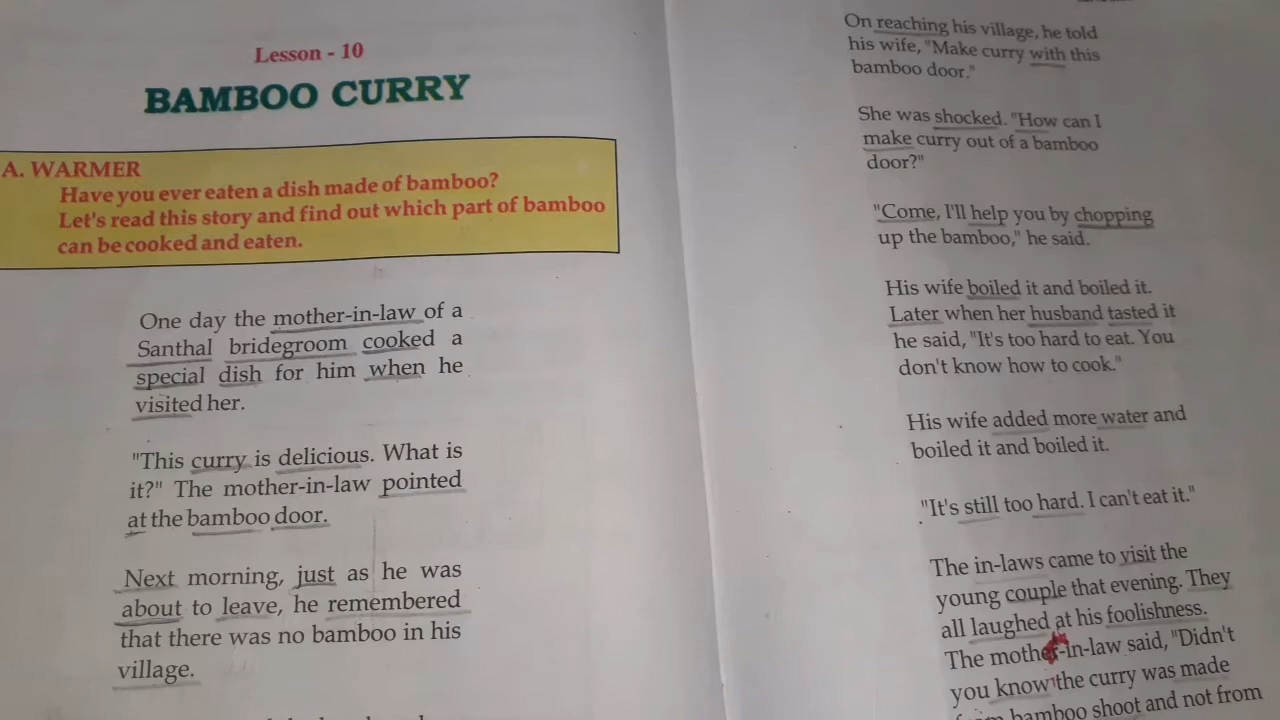 Lesson - 10
BAMBOO CURRY
A. WARMER
Have you ever eaten a dish made of bamboo?
Let's read this story and find out which part of bamboo
can be cooked and eaten.
One day the mother-in-law of a
Santhal bridegroom cooked a
special dish for him when he
visited her.
"This curry is delicious. What is
it?" The mother-in-law pointed
at the bamboo door.
Next morning, just as he was
about to leave, he remembered
that there was no bamboo in his
village.
On reaching his village, he told
his wife, "Make curry with this
bamboo door."
She was shocked. "How can I
make curry out of a bamboo
door?"
"Come, I'll help you by chopping
up the bamboo," he said.
His wife boiled it and boiled it.
Later when her husband tasted it
he said, "It's too hard to eat. You
don't know how to cook."
His wife added more water and
boiled it and boiled it.
"It's still too hard. I can't eat it."
The in-laws came to visit the
young couple that evening. They
all laughed at his foolishness.
The mother-in-law said, "Didn't
you know the curry was made
bamboo shoot and not from